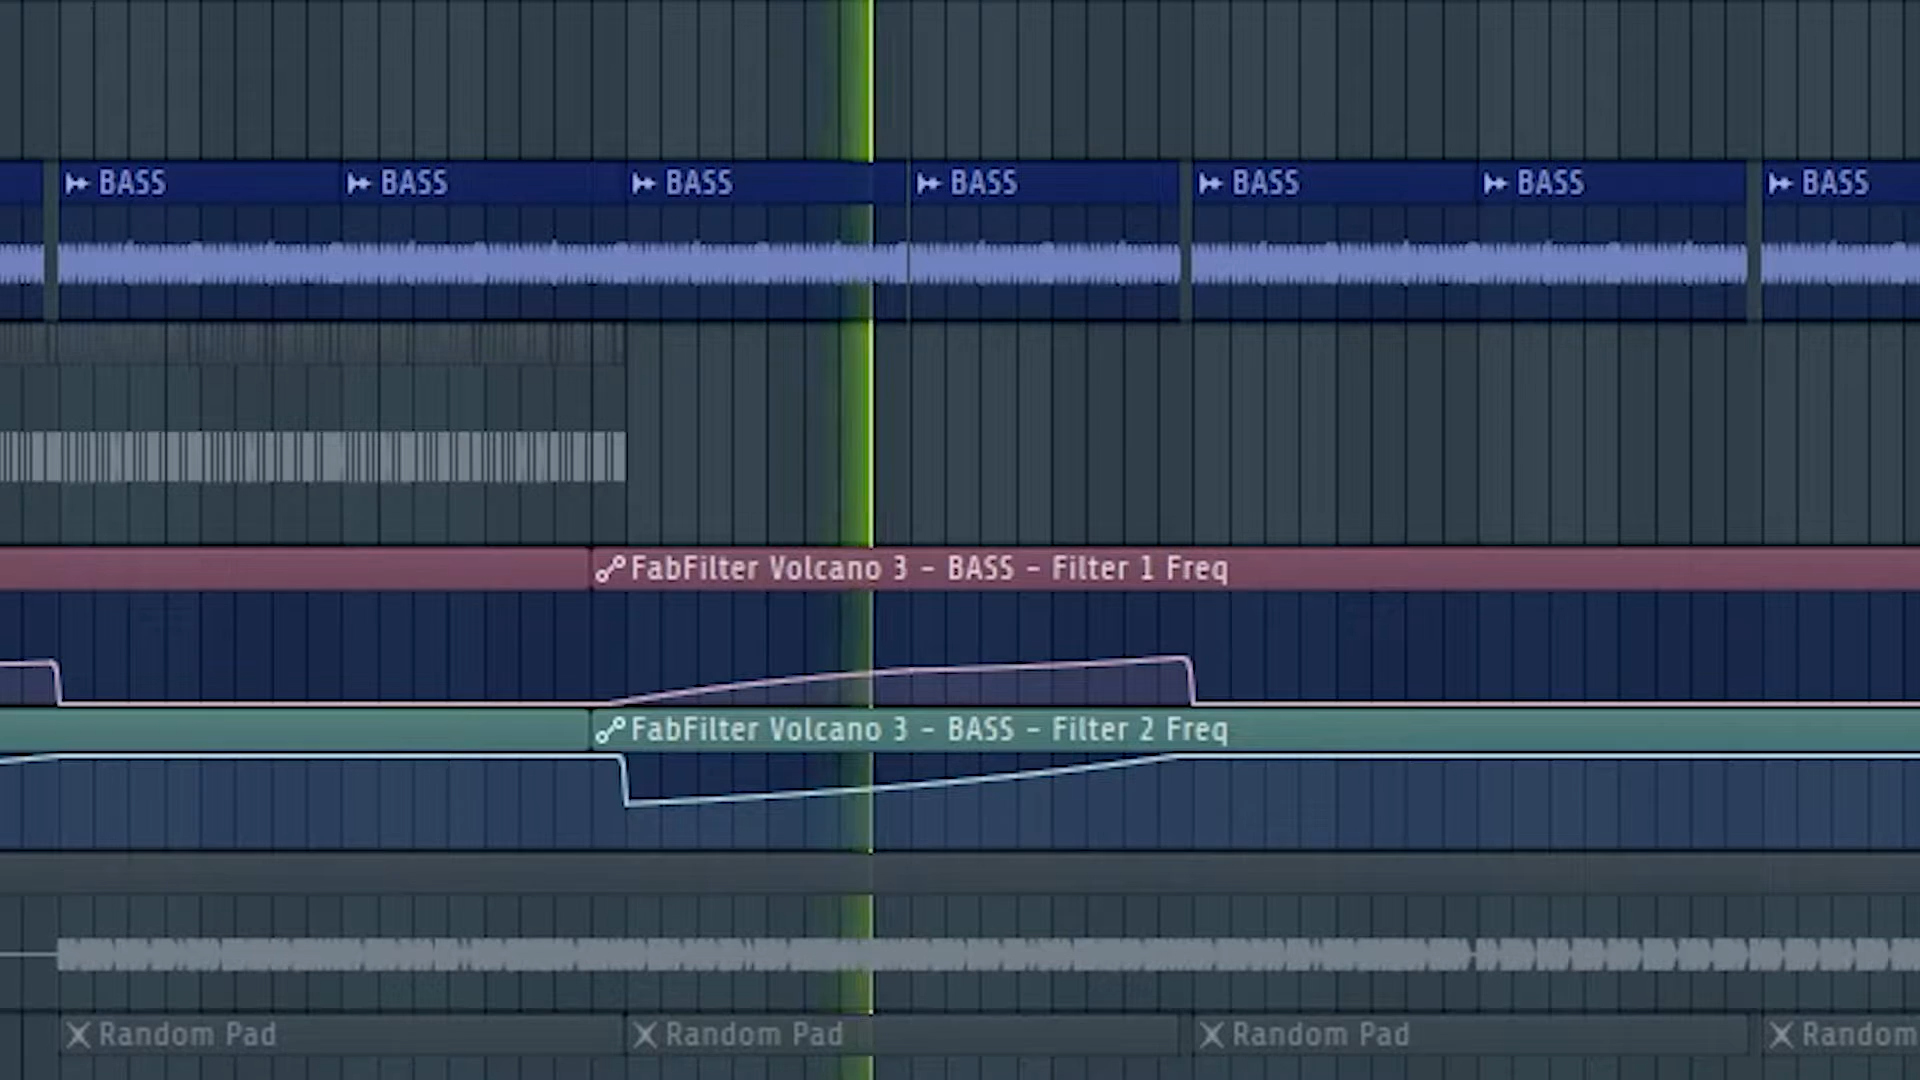 BASS BASS BASS BASS BASS BASS BASS
FabFilter Volcano 3 - BASS - Filter 1 Freq
FabFilter Volcano 3 - BASS - Filter 2 Freq
Random Pad Random Pad Random Pad Random